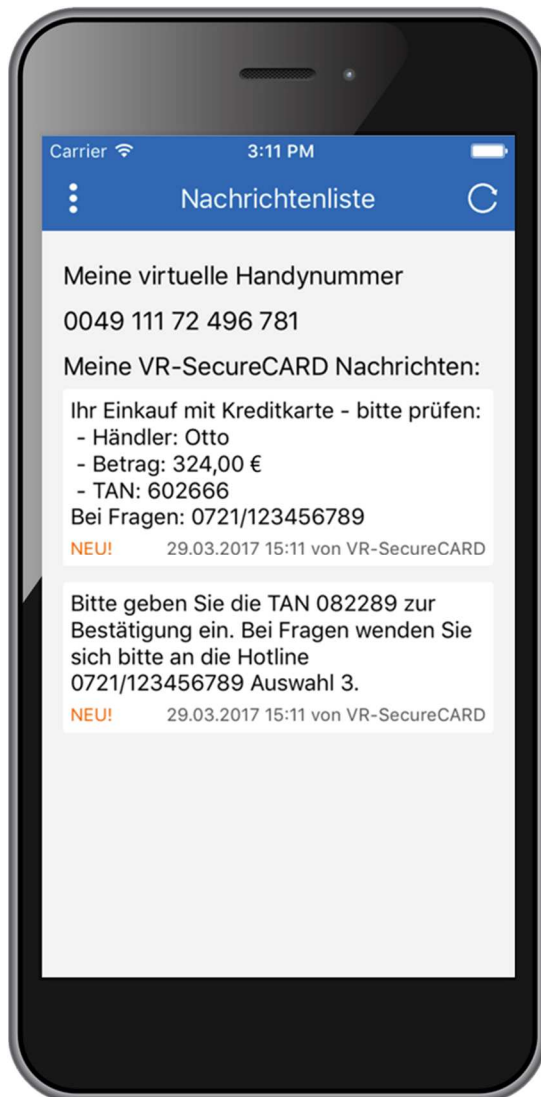 Carrier 3:11 PM
Nachrichtenliste
Meine virtuelle Handynummer
0049 111 72 496 781
Meine VR-SecureCARD Nachrichten:
Ihr Einkauf mit Kreditkarte - bitte prüfen:
- Händler: Otto
- Betrag: 324,00 €
- TAN: 602666
Bei Fragen: 0721/123456789
NEU! 29.03.2017 15:11 von VR-SecureCARD
Bitte geben Sie die TAN 082289 zur
Bestätigung ein. Bei Fragen wenden Sie
sich bitte an die Hotline
0721/123456789 Auswahl 3.
NEU! 29.03.2017 15:11 von VR-SecureCARD